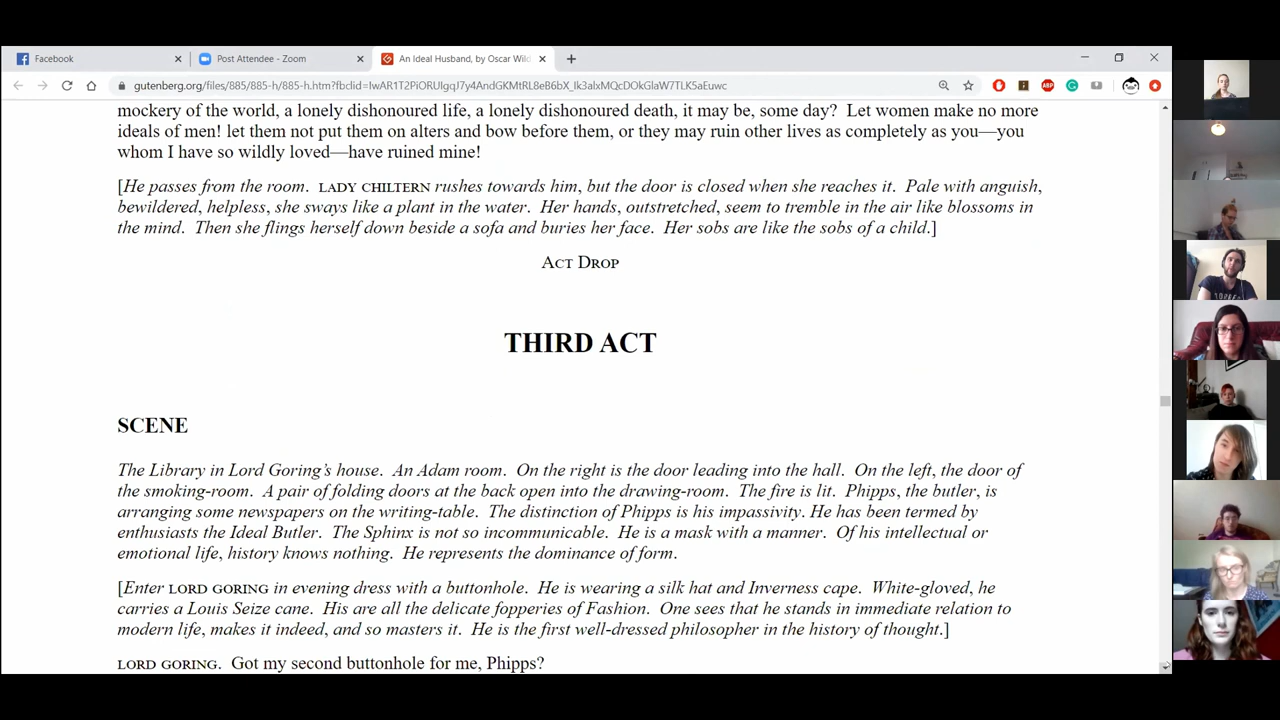 Facebook
Post Attendee - Zoom
An Ideal Husband, by Oscar Wild
gutenberg.org/files/885/885-h/885-h.htm?fbclid=IwAR1T2PiORUIgqJ7y4AndGKMtRL8eB6bX_Ik3alxMQcDOkGlaW7TLK5aEuwc
mockery of the world, a lonely dishonoured life, a lonely dishonoured death, it may be, some day? Let women make no more
ideals of men! let them not put them on alters and bow before them, or they may ruin other lives as completely as you—you
whom I have so wildly loved—have ruined mine!
[He passes from the room. LADY CHILTERN rushes towards him, but the door is closed when she reaches it. Pale with anguish,
bewildered, helpless, she sways like a plant in the water. Her hands, outstretched, seem to tremble in the air like blossoms in
the mind. Then she flings herself down beside a sofa and buries her face. Her sobs are like the sobs of a child.]
ACT DROP
THIRD ACT
SCENE
The Library in Lord Goring's house. An Adam room. On the right is the door leading into the hall. On the left, the door of
the smoking-room. A pair of folding doors at the back open into the drawing-room. The fire is lit. Phipps, the butler, is
arranging some newspapers on the writing-table. The distinction of Phipps is his impassivity. He has been termed by
enthusiasts the Ideal Butler. The Sphinx is not so incommunicable. He is a mask with a manner. Of his intellectual or
emotional life, history knows nothing. He represents the dominance of form.
[Enter LORD GORING in evening dress with a buttonhole. He is wearing a silk hat and Inverness cape. White-gloved, he
carries a Louis Seize cane. His are all the delicate fopperies of Fashion. One sees that he stands in immediate relation to
modern life, makes it indeed, and so masters it. He is the first well-dressed philosopher in the history of thought.]
LORD GORING. Got my second buttonhole for me, Phipps?